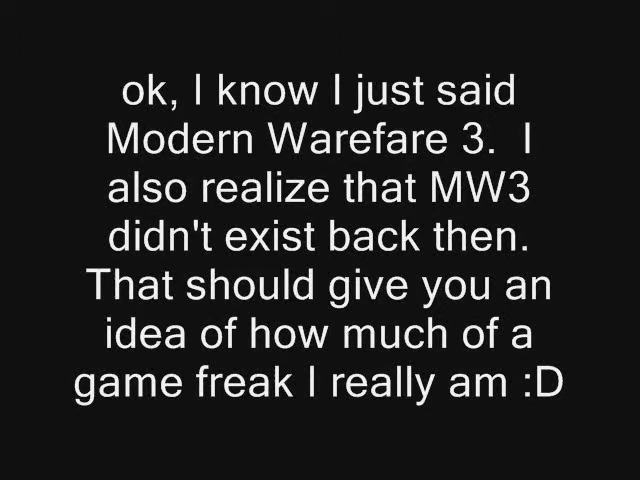 ok, I know I just said
Modern Warefare 3.  I
also realize that MW3
didn't exist back then.
That should give you an
idea of how much of a
game freak I really am :D